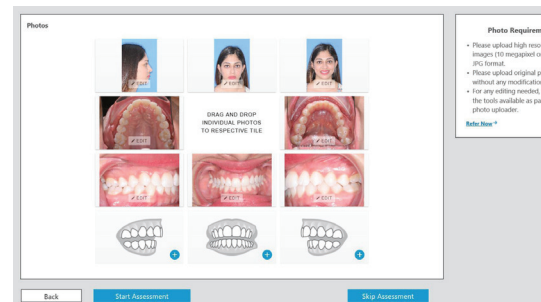 Photos
Photo Requirem
• Please upload high reso
images (10 megapixel o
JPG format.
• Please upload original p
without any modification
• For any editing needed,
the tools available as pa
photo uploader.
Refer Now
EDIT
EDIT
EDIT
EDIT
DRAG AND DROP
INDIVIDUAL PHOTOS
TO RESPECTIVE TILE
EDIT
EDIT
EDIT
EDIT
Back
Start Assessment
Skip Assessment